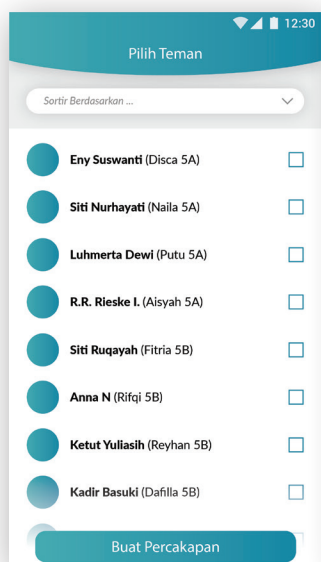 12:30
Pilih Teman
Sortir Berdasarkan ...
Eny Suswanti (Disca 5A)
Siti Nurhayati (Naila 5A)
Luhmerta Dewi (Putu 5A)
R.R. Rieske I. (Aisyah 5A)
Siti Ruqayah (Fitria 5B)
Anna N (Rifqi 5B)
Ketut Yuliasih (Reyhan 5B)
Kadir Basuki (Dafilla 5B)
Buat Percakapan